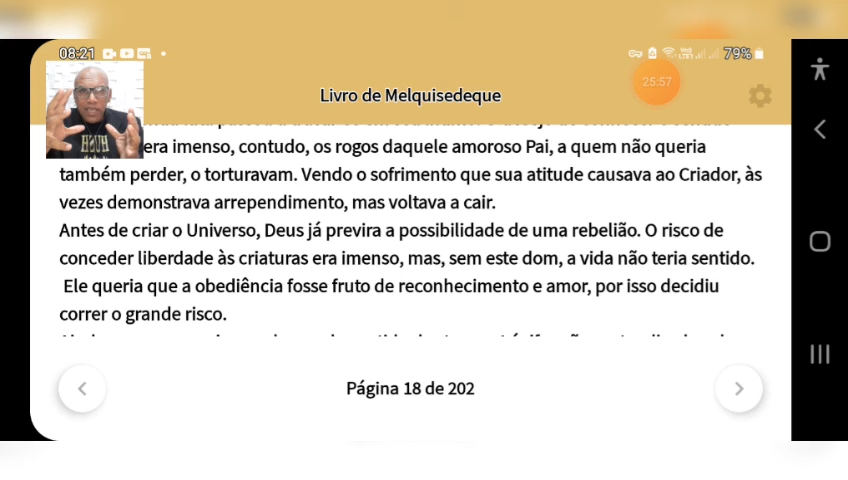 08:21
79%
25:57
Livro de Melquisedeque
era imenso, contudo, os rogos daquele amoroso Pai, a quem não queria
também perder, o torturavam. Vendo o sofrimento que sua atitude causava ao Criador, às
vezes demonstrava arrependimento, mas voltava a cair.
Antes de criar o Universo, Deus já previra a possibilidade de uma rebelião. O risco de
conceder liberdade às criaturas era imenso, mas, sem este dom, a vida não teria sentido.
Ele queria que a obediência fosse fruto de reconhecimento e amor, por isso decidiu
correr o grande risco.
Página 18 de 202